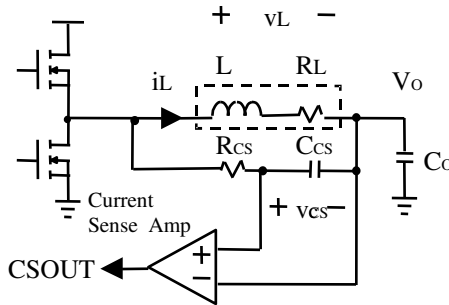 + vL −
iL L RL VO
RCS CCS
CO
+ vcs −
Current
Sense Amp
+
CSOUT
−